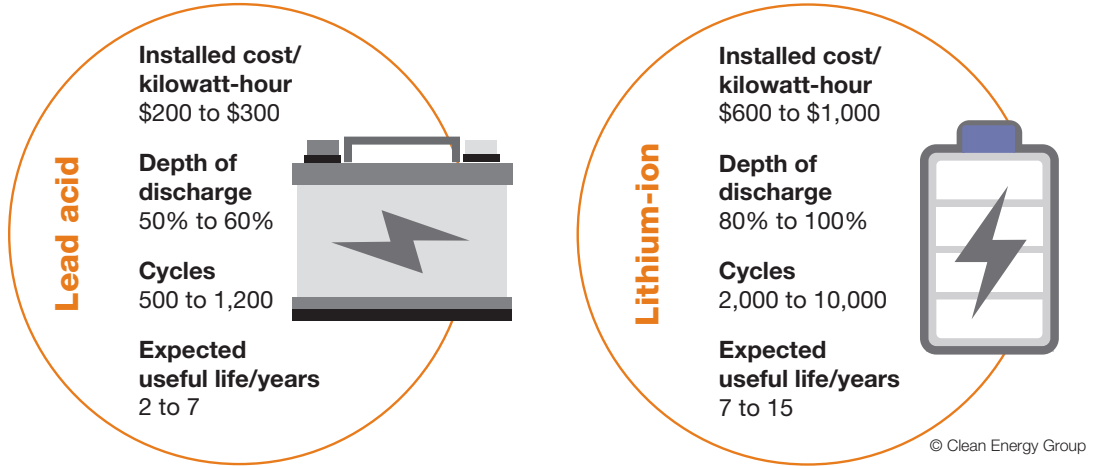 Lead acid
Installed cost/
kilowatt-hour
$200 to $300
Depth of
discharge
50% to 60%
Cycles
500 to 1,200
Expected
useful life/years
2 to 7
Lithium-ion
Installed cost/
kilowatt-hour
$600 to $1,000
Depth of
discharge
80% to 100%
Cycles
2,000 to 10,000
Expected
useful life/years
7 to 15
© Clean Energy Group